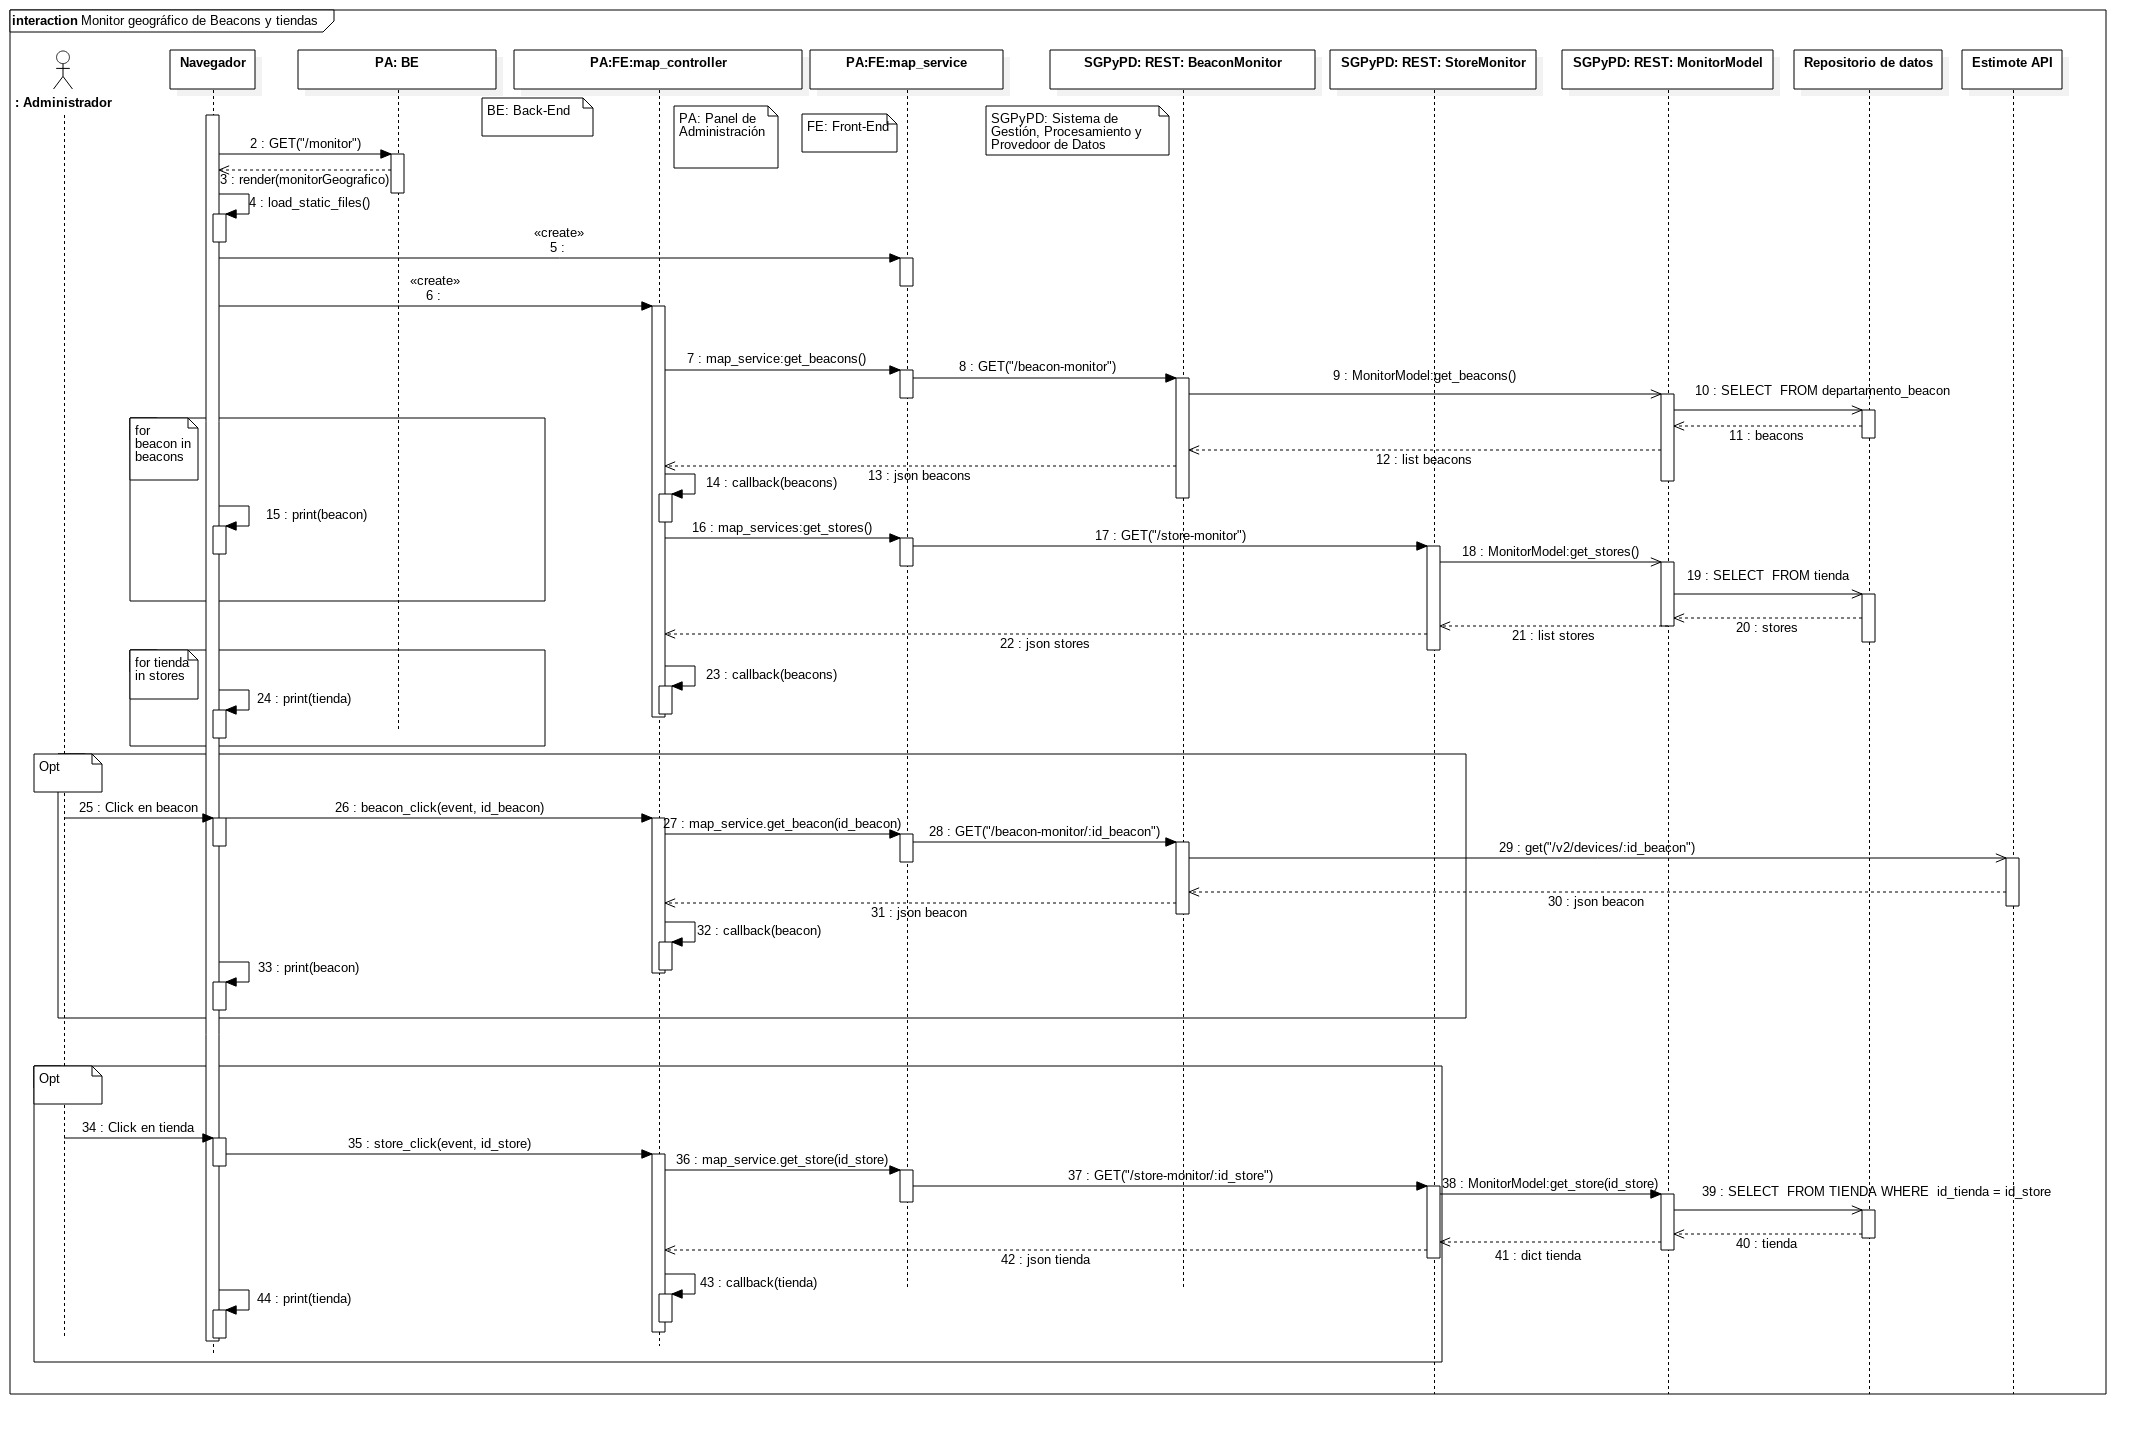 interaction Monitor geográfico de Beacons y tiendas
: Administrador
Navegador
PA: BE
PA:FE:map_controller
PA:FE:map_service
SGPyPD: REST: BeaconMonitor
SGPyPD: REST: StoreMonitor
SGPyPD: REST: MonitorModel
Repositorio de datos
Estimote API
BE: Back-End
PA: Panel de
Administración
FE: Front-End
SGPyPD: Sistema de
Gestión, Procesamiento y
Provedoor de Datos
2 : GET("/monitor")
3 : render(monitorGeografico)
4 : load_static_files()
«create»
5 :
«create»
6 :
7 : map_service:get_beacons()
8 : GET("/beacon-monitor")
9 : MonitorModel:get_beacons()
10 : SELECT  FROM departamento_beacon
11 : beacons
12 : list beacons
13 : json beacons
14 : callback(beacons)
for
beacon in
beacons
15 : print(beacon)
16 : map_services:get_stores()
17 : GET("/store-monitor")
18 : MonitorModel:get_stores()
19 : SELECT  FROM tienda
20 : stores
21 : list stores
22 : json stores
23 : callback(beacons)
for tienda
in stores
24 : print(tienda)
Opt
25 : Click en beacon
26 : beacon_click(event, id_beacon)
27 : map_service.get_beacon(id_beacon)
28 : GET("/beacon-monitor/:id_beacon")
29 : get("/v2/devices/:id_beacon")
30 : json beacon
31 : json beacon
32 : callback(beacon)
33 : print(beacon)
Opt
34 : Click en tienda
35 : store_click(event, id_store)
36 : map_service.get_store(id_store)
37 : GET("/store-monitor/:id_store")
38 : MonitorModel:get_store(id_store)
39 : SELECT  FROM TIENDA WHERE  id_tienda = id_store
40 : tienda
41 : dict tienda
42 : json tienda
43 : callback(tienda)
44 : print(tienda)